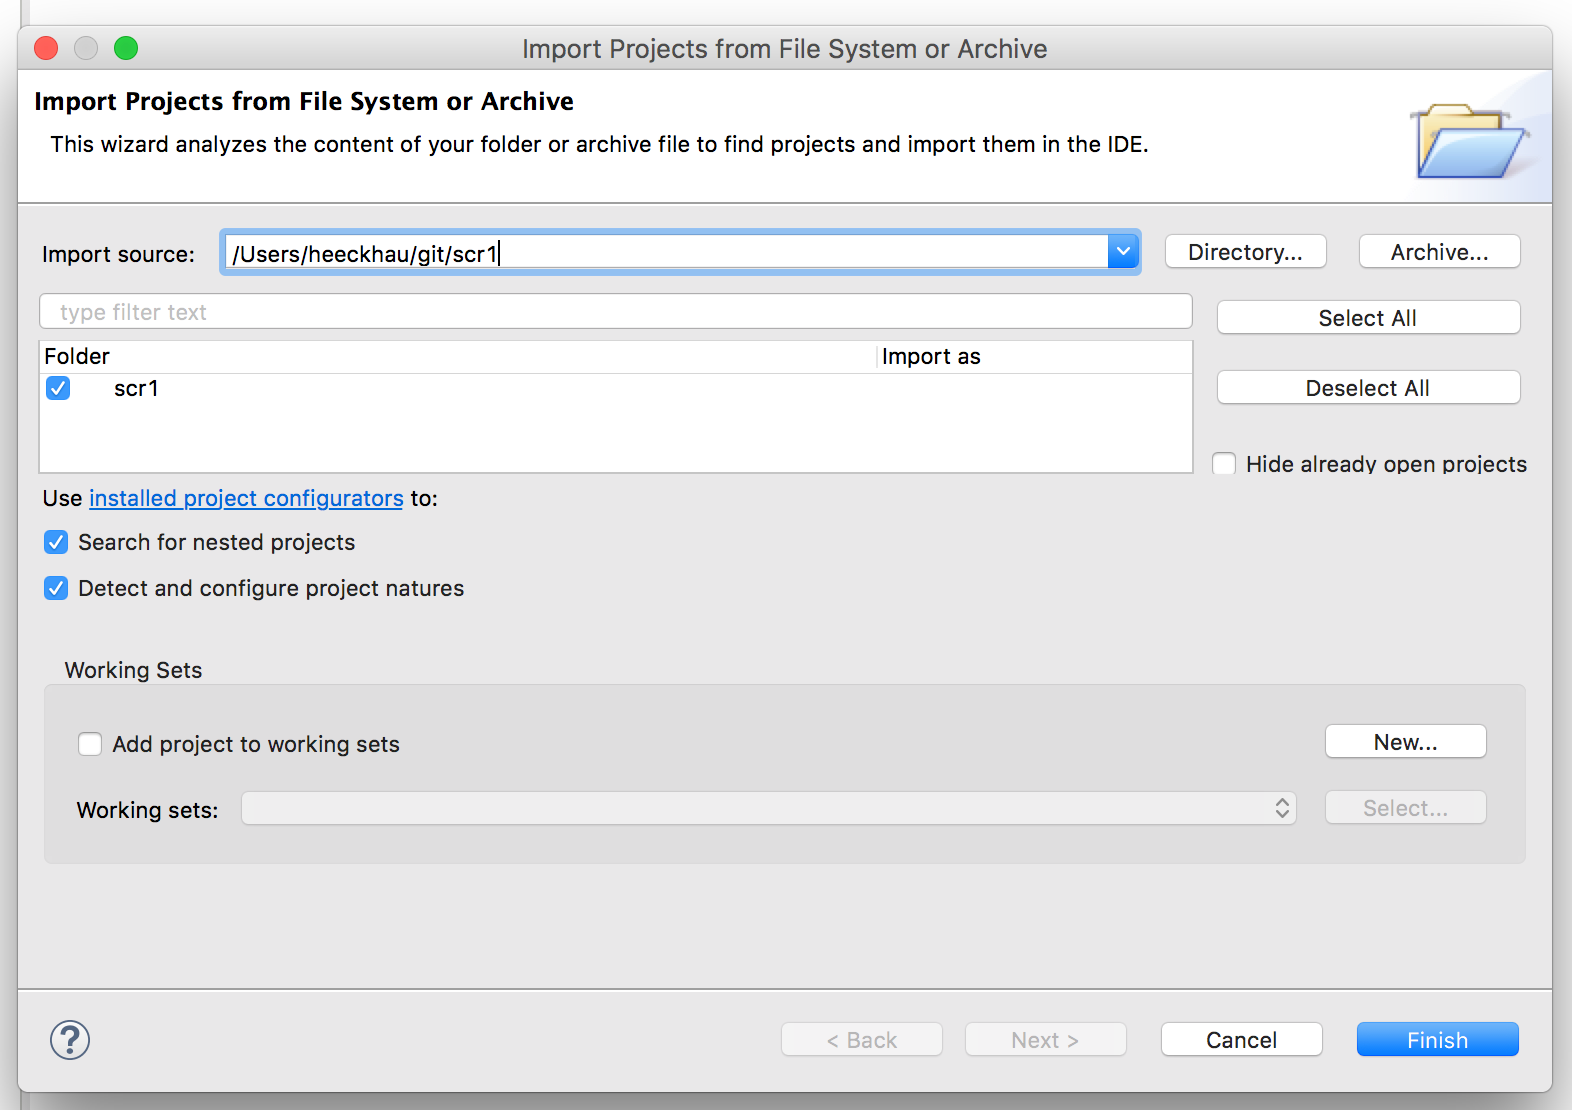 Import Projects from File System or Archive
Import Projects from File System or Archive
This wizard analyzes the content of your folder or archive file to find projects and import them in the IDE.
Import source: /Users/heeckhau/git/scr1 Directory... Archive...
type filter text
Select All
Folder Import as
scr1
Deselect All
Hide already open projects
Use installed project configurators to:
Search for nested projects
Detect and configure project natures
Working Sets
Add project to working sets New...
Working sets: Select...
? < Back Next > Cancel Finish